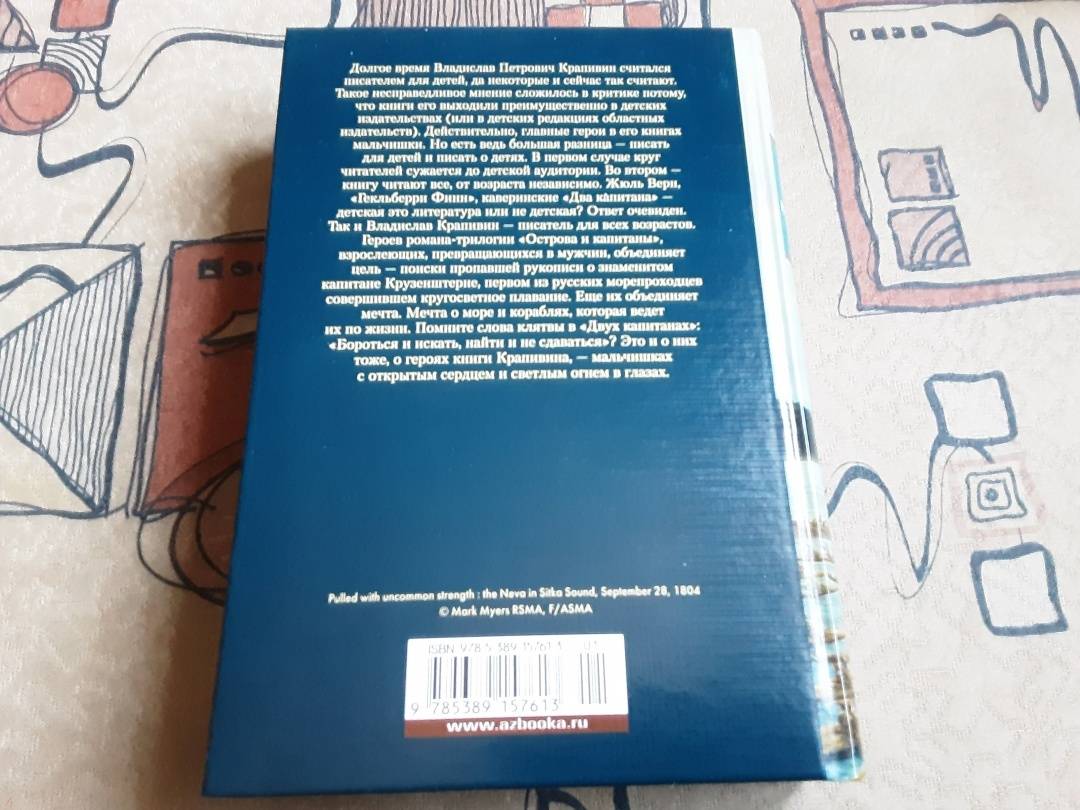 Долгое время Владислав Петрович Крапивин считался
писателем для детей, да некоторые и сейчас так считают.
Такое несправедливое мнение сложилось в критике потому,
что книги его выходили преимущественно в детских
издательствах (или в детских редакциях областных
издательств). Действительно, главные герои в его книгах
мальчишки. Но есть ведь большая разница — писать
для детей и писать о детях. В первом случае круг
читателей сужается до детской аудитории. Во втором —
книгу читают все, от возраста независимо. Жюль Верн,
«Гекльберри Финн», каверинские «Два капитана» —
детская это литература или не детская? Ответ очевиден.
Так и Владислав Крапивин — писатель для всех возрастов.
Героев романа-трилогии «Острова и капитаны»,
взрослеющих, превращающихся в мужчин, объединяет
цель — поиски пропавшей рукописи о знаменитом
капитане Крузенштерне, первом из русских морепроходцев
совершившем кругосветное плавание. Еще их объединяет
мечта. Мечта о море и кораблях, которая ведет
их по жизни. Помните слова клятвы в «Двух капитанах»:
«Бороться и искать, найти и не сдаваться»? Это и о них
тоже, о героях книги Крапивина, — мальчишках
с открытым сердцем и светлым огнем в глазах.
Pulled with uncommon strength : the Neva in Sitka Sound, September 28, 1804
© Mark Myers RSMA, F/ASMA
ISBN 978-5-389-15761-3 01
9 785389 157613
www.azbooka.ru